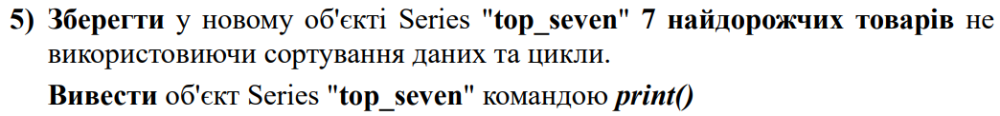 5) Зберегти у новому об'єкті Series "top_seven" 7 найдорожчих товарів не
використовиючи сортування даних та цикли.
Вивести об'єкт Series "top_seven" командою print()